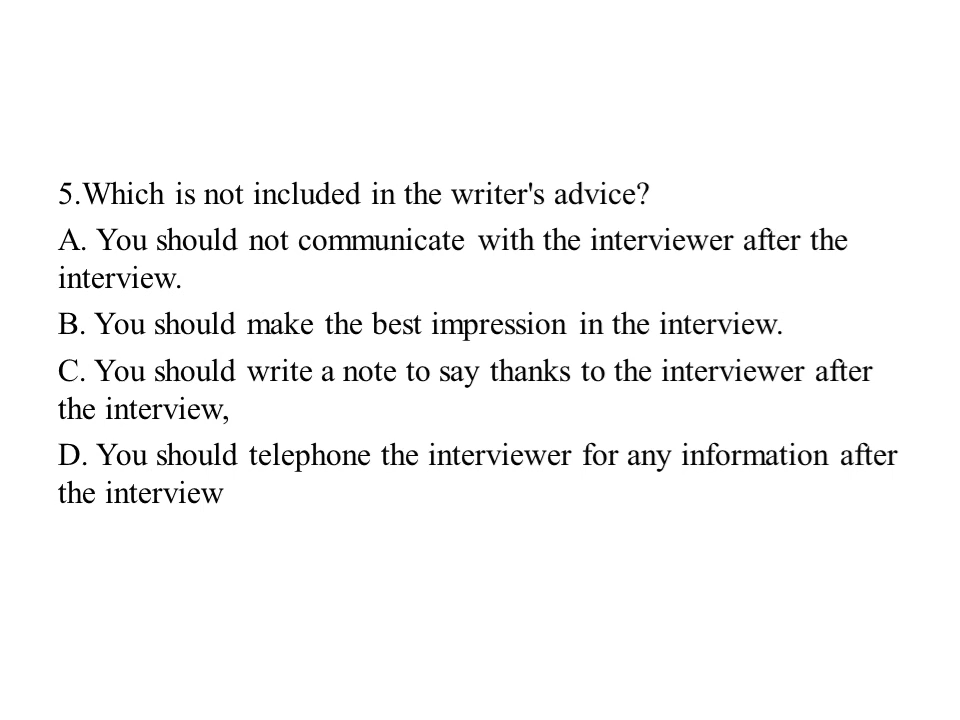 5.Which is not included in the writer's advice?
A. You should not communicate with the interviewer after the
interview.
B. You should make the best impression in the interview.
C. You should write a note to say thanks to the interviewer after
the interview,
D. You should telephone the interviewer for any information after
the interview